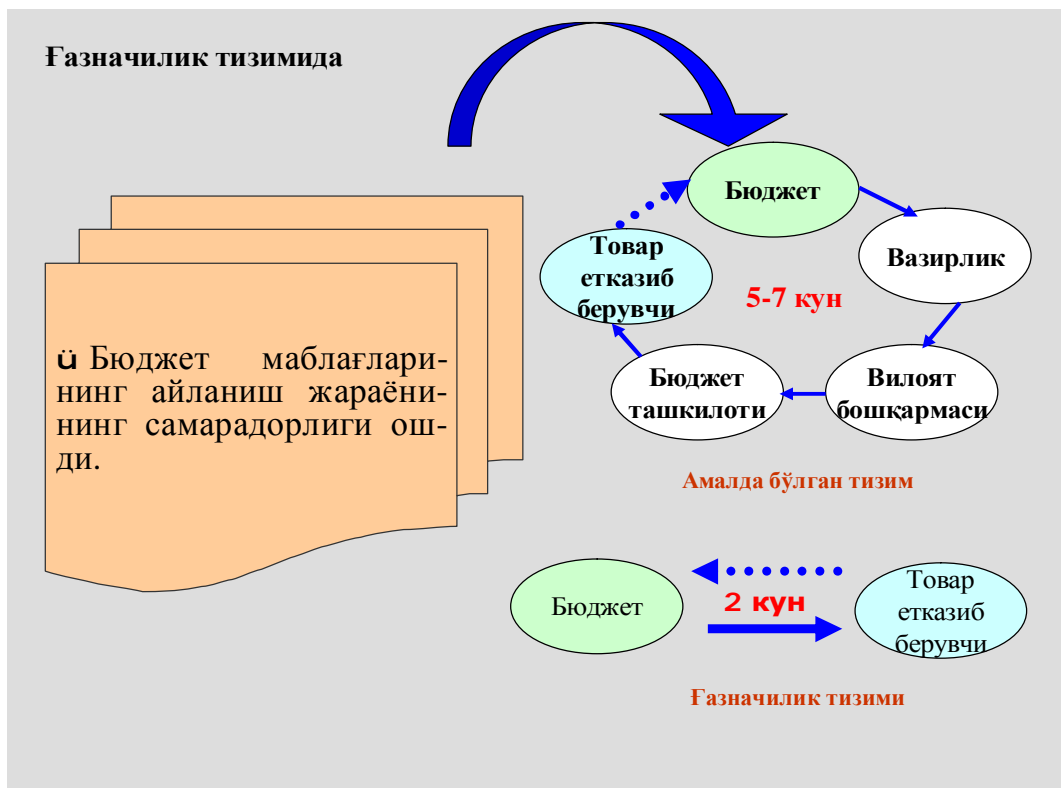 Ғазначилик тизимида
ü Бюджет маблағлари-
нинг айланиш жараёни-
нинг самарадорлиги ош-
ди.
Бюджет
Вазирлик
Вилоят
бошқармаси
Бюджет
ташкилоти
Товар
етказиб
берувчи
5-7 кун
Амалда бўлган тизим
Бюджет
2 кун
Товар
етказиб
берувчи
Ғазначилик тизими